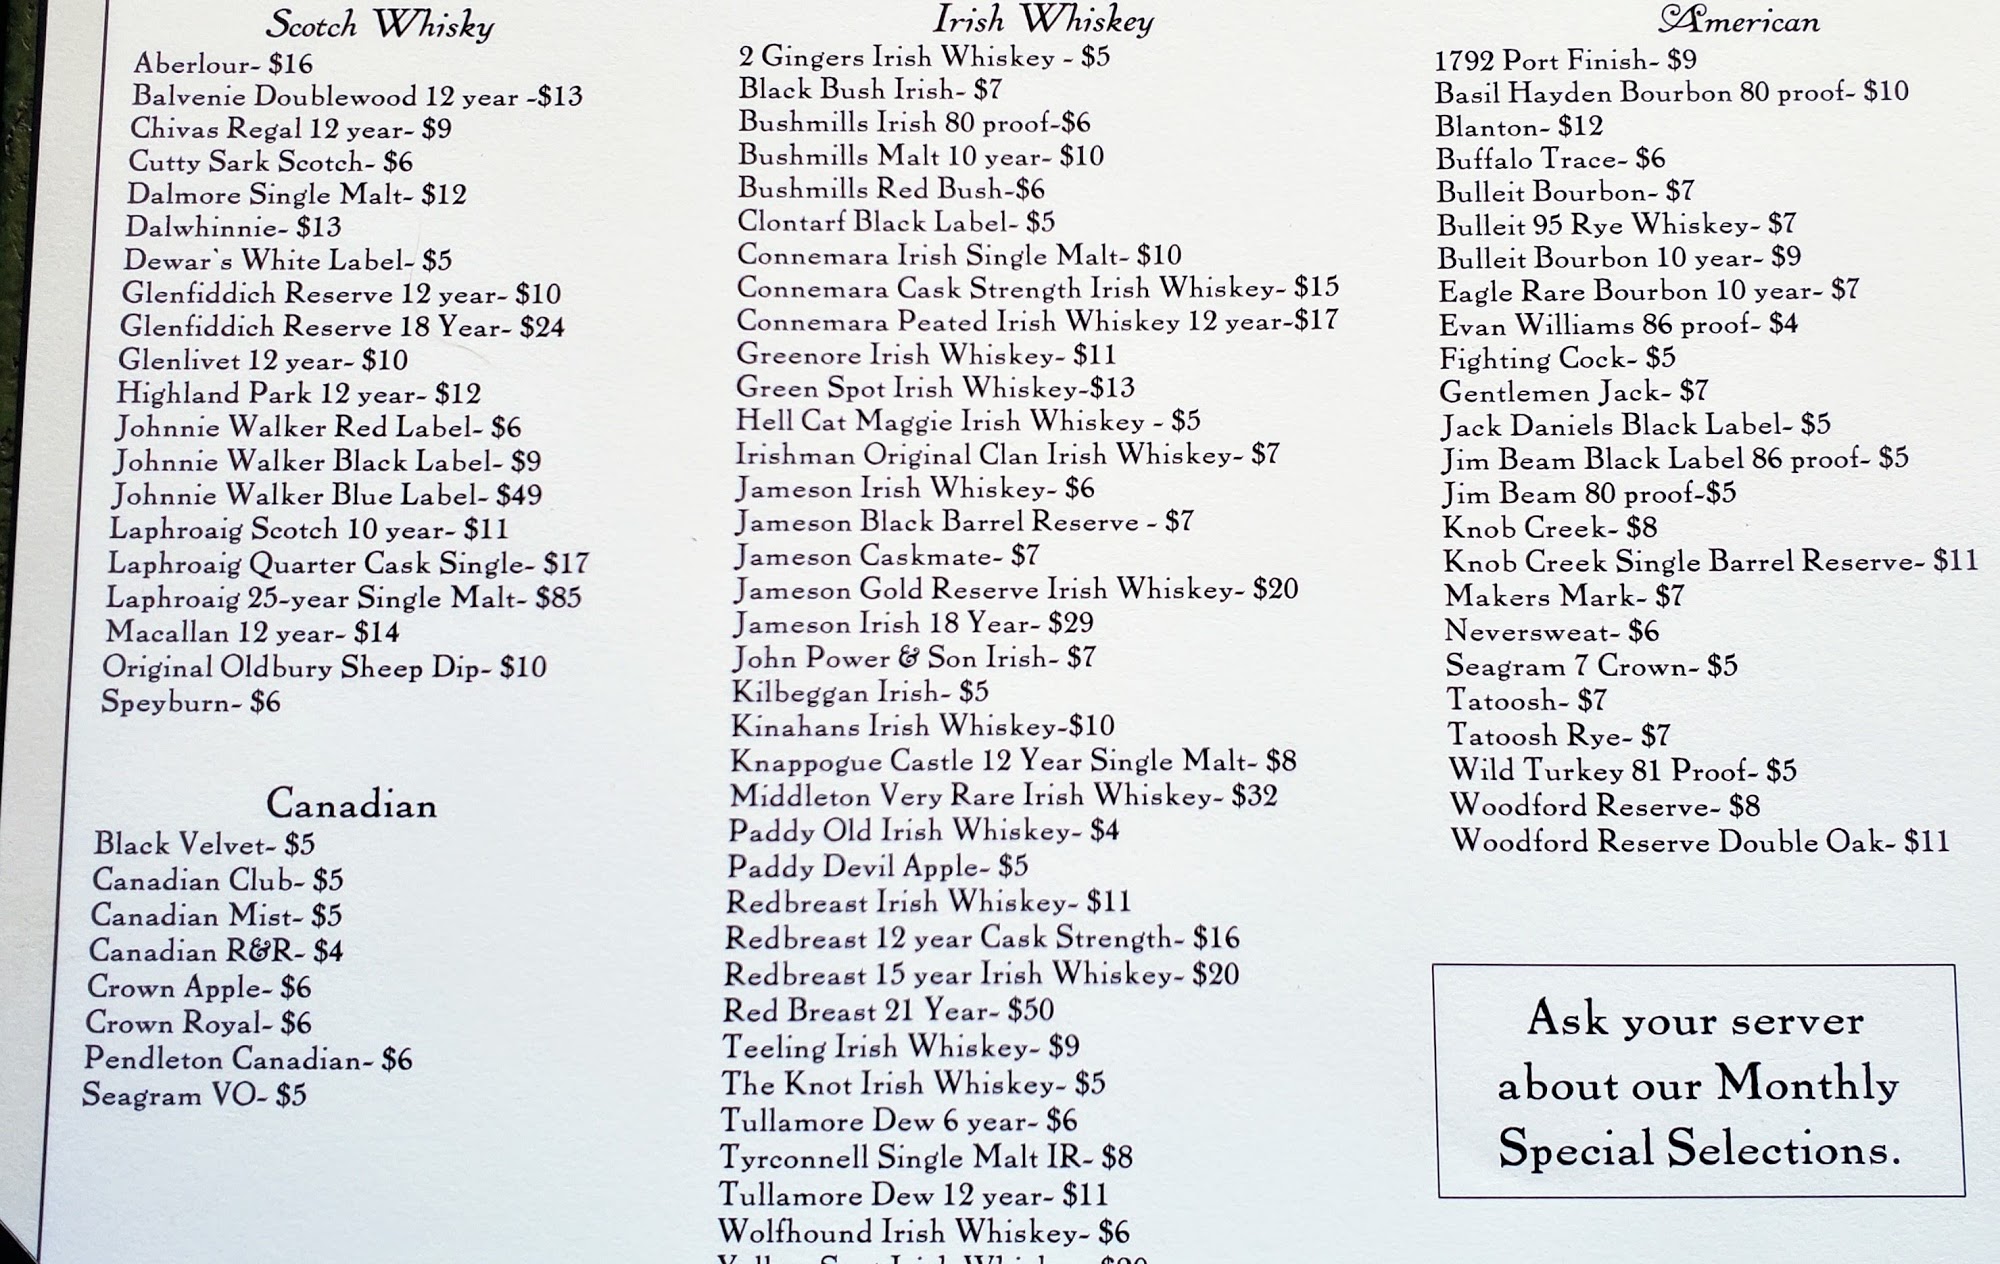 Scotch Whisky
Aberlour- $16
Balvenie Doublewood 12 year -$13
Chivas Regal 12 year- $9
Cutty Sark Scotch- $6
Dalmore Single Malt- $12
Dalwhinnie- $13
Dewar`s White Label- $5
Glenfiddich Reserve 12 year- $10
Glenfiddich Reserve 18 Year- $24
Glenlivet 12 year- $10
Highland Park 12 year- $12
Johnnie Walker Red Label- $6
Johnnie Walker Black Label- $9
Johnnie Walker Blue Label- $49
Laphroaig Scotch 10 year- $11
Laphroaig Quarter Cask Single- $17
Laphroaig 25-year Single Malt- $85
Macallan 12 year- $14
Original Oldbury Sheep Dip- $10
Speyburn- $6
Canadian
Black Velvet- $5
Canadian Club- $5
Canadian Mist- $5
Canadian R&R- $4
Crown Apple- $6
Crown Royal- $6
Pendleton Canadian- $6
Seagram VO- $5
Irish Whiskey
2 Gingers Irish Whiskey - $5
Black Bush Irish- $7
Bushmills Irish 80 proof-$6
Bushmills Malt 10 year- $10
Bushmills Red Bush-$6
Clontarf Black Label- $5
Connemara Irish Single Malt- $10
Connemara Cask Strength Irish Whiskey- $15
Connemara Peated Irish Whiskey 12 year-$17
Greenore Irish Whiskey- $11
Green Spot Irish Whiskey-$13
Hell Cat Maggie Irish Whiskey - $5
Irishman Original Clan Irish Whiskey- $7
Jameson Irish Whiskey- $6
Jameson Black Barrel Reserve - $7
Jameson Caskmate- $7
Jameson Gold Reserve Irish Whiskey- $20
Jameson Irish 18 Year- $29
John Power & Son Irish- $7
Kilbeggan Irish- $5
Kinahans Irish Whiskey-$10
Knappogue Castle 12 Year Single Malt- $8
Middleton Very Rare Irish Whiskey- $32
Paddy Old Irish Whiskey- $4
Paddy Devil Apple- $5
Redbreast Irish Whiskey- $11
Redbreast 12 year Cask Strength- $16
Redbreast 15 year Irish Whiskey- $20
Red Breast 21 Year- $50
Teeling Irish Whiskey- $9
The Knot Irish Whiskey- $5
Tullamore Dew 6 year- $6
Tyrconnell Single Malt IR- $8
Tullamore Dew 12 year- $11
Wolfhound Irish Whiskey- $6
American
1792 Port Finish- $9
Basil Hayden Bourbon 80 proof- $10
Blanton- $12
Buffalo Trace- $6
Bulleit Bourbon- $7
Bulleit 95 Rye Whiskey- $7
Bulleit Bourbon 10 year- $9
Eagle Rare Bourbon 10 year- $7
Evan Williams 86 proof- $4
Fighting Cock- $5
Gentlemen Jack- $7
Jack Daniels Black Label- $5
Jim Beam Black Label 86 proof- $5
Jim Beam 80 proof-$5
Knob Creek- $8
Knob Creek Single Barrel Reserve- $11
Makers Mark- $7
Neversweat- $6
Seagram 7 Crown- $5
Tatoosh- $7
Tatoosh Rye- $7
Wild Turkey 81 Proof- $5
Woodford Reserve- $8
Woodford Reserve Double Oak- $11
Ask your server
about our Monthly
Special Selections.